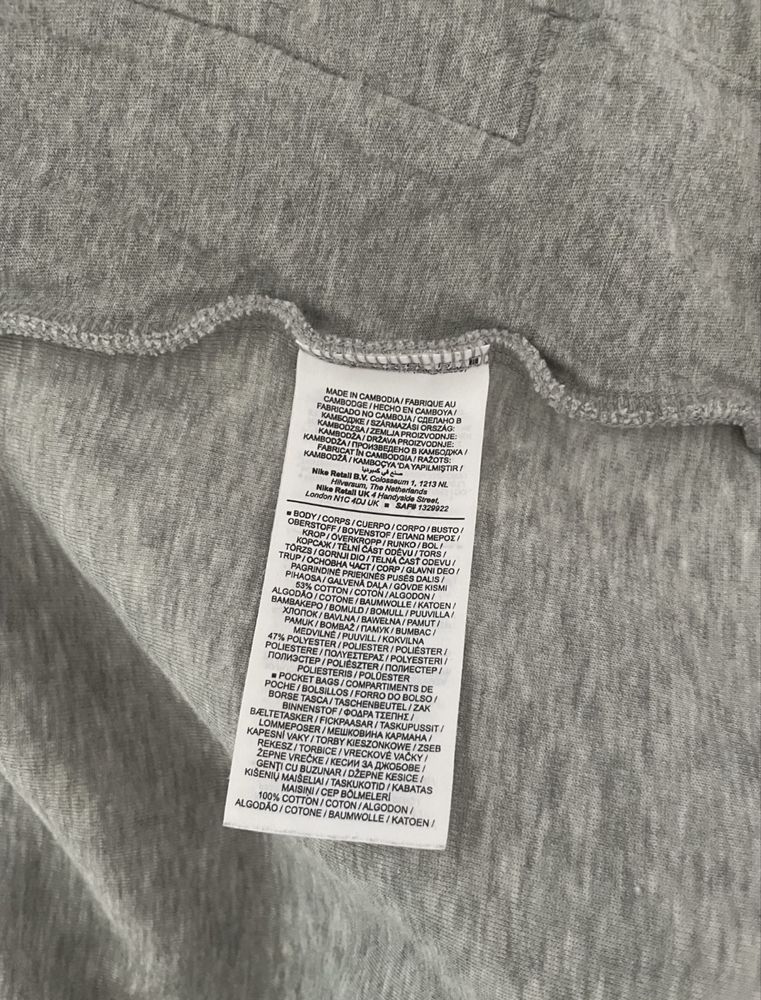 MADE IN CAMBODIA / FABRIQUE AU
CAMBODGE / HECHO EN CAMBOYA /
FABRICADO NO CAMBOJA / СДЕЛАНО В
КАМБОДЖЕ / SZÁRMAZÁSI ORSZÁG:
KAMBODZSA / ZEMLJA PROIZVODNJE:
KAMBODŽA / DRŽAVA PROIZVODNJE:
KAMBODŽA / ПРОИЗВЕДЕНО В КАМБОДЖА /
FABRICAT ÎN CAMBODGIA / RAŽOTS:
KAMBODŽĀ / KAMBOÇYA'DA YAPILMIŞTIR /
صنع في كمبوديا
Nike Retail B.V. Colosseum 1, 1213 NL
Hilversum, The Netherlands
Nike Retail UK 4 Handyside Street,
London N1C 4DJ UK ■ SAF# 1329922
■ BODY / CORPS / CUERPO / CORPO / BUSTO /
OBERSTOFF / BOVENSTOF / ΕΠΑΝΩ ΜΕΡΟΣ /
KROP / ÖVERKROPP / RUNKO / BOL /
КОРСАЖ / TĚLNÍ ČÁST ODĚVU / TORS /
TÖRZS / GORNJI DIO / TELNÁ ČASŤ ODEVU /
TRUP / ОСНОВНА ЧАСТ / CORP / GLAVNI DEO /
PAGRINDINĖ PRIEKINĖS PUSĖS DALIS /
PIHAOSA / GALVENĀ DAĻA / GÖVDE KISMI
53% COTTON / COTON / ALGODON /
ALGODÃO / COTONE / BAUMWOLLE / KATOEN /
ΒΑΜΒΑΚΕΡΟ / BOMULD / BOMULL / PUUVILLA /
ХЛОПОК / BAVLNA / BAWEŁNA / PAMUT /
PAMUK / BOMBAŽ / ПАМУК / BUMBAC /
MEDVILNĖ / PUUVILL / KOKVILNA
47% POLYESTER / POLIESTER / POLIÉSTER /
POLIESTERE / ΠΟΛΥΕΣΤΕΡΑΣ / POLYESTERI /
ПОЛИЭСТЕР / POLIÉSZTER / ПОЛИЕСТЕР /
POLIESTERIS / POLÜESTER
■ POCKET BAGS / COMPARTIMENTS DE
POCHE / BOLSILLOS / FORRO DO BOLSO /
BORSE TASCA / TASCHENBEUTEL / ZAK
BINNENSTOF / ΦΟΔΡΑ ΤΣΕΠΗΣ /
BÆLTETASKER / FICKPAASAR / TASKUPUSSIT /
LOMMEPOSER / МЕШКОВИНА КАРМАНА /
KAPESNÍ VAKY / TORBY KIESZONKOWE / ZSEB
REKESZ / TORBICE / VRECKOVÉ VAČKY /
ŽEPNE VREČKE / КЕСИИ ЗА ДЖОБОВЕ /
GENŢI CU BUZUNAR / DŽEPNE KESICE /
KIŠENIŲ MAIŠELIAI / TASKUKOTID / KABATAS
MAISIŅI / CEP BÖLMELERİ
100% COTTON / COTON / ALGODON /
ALGODÃO / COTONE / BAUMWOLLE / KATOEN /